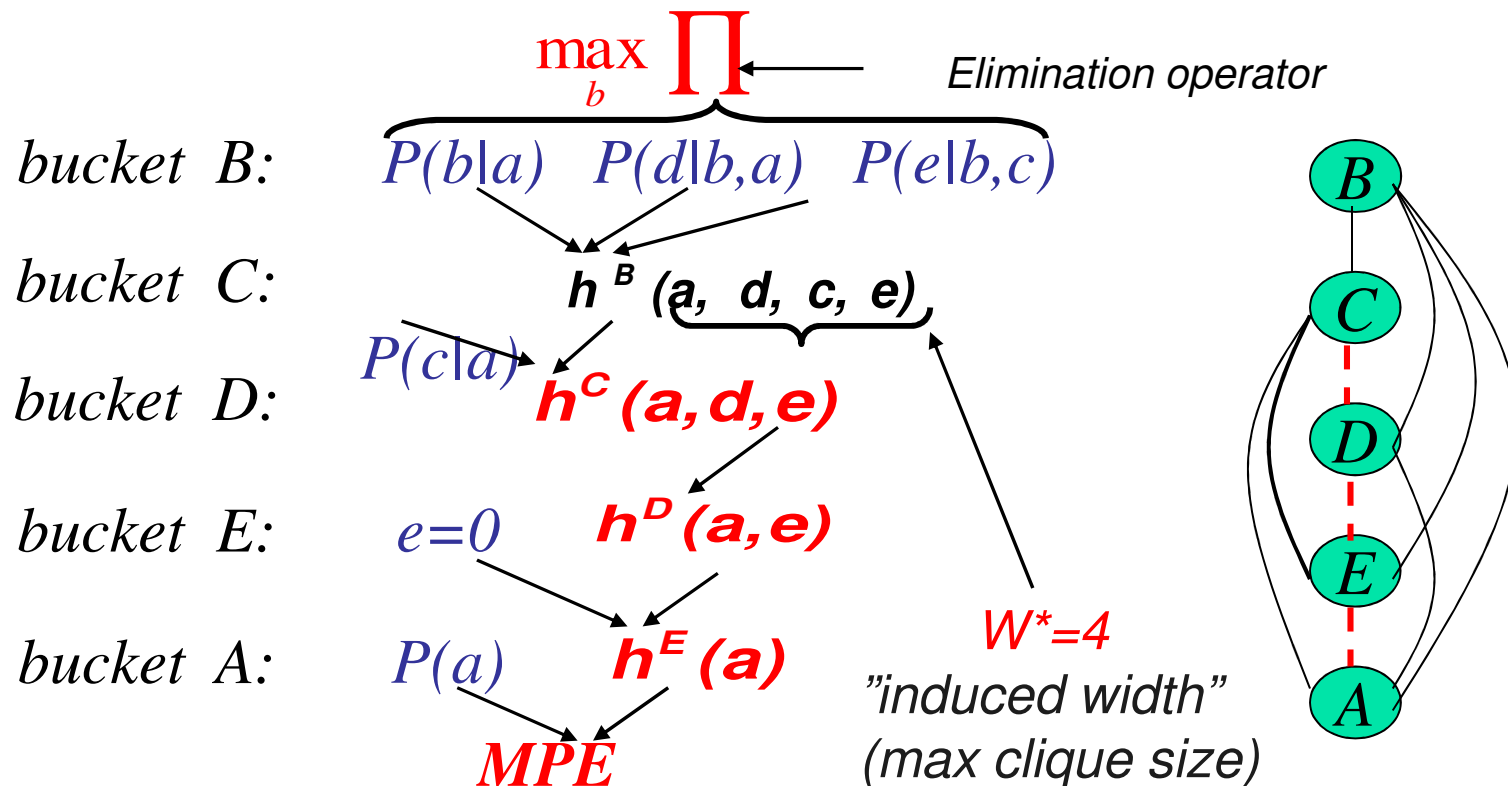 max ∏
b
Elimination operator
bucket B: P(b|a) P(d|b,a) P(e|b,c)
bucket C: h^B (a, d, c, e)
P(c|a)
bucket D: h^C (a,d,e)
bucket E: e=0 h^D (a,e)
bucket A: P(a) h^E (a)
MPE
W*=4
”induced width”
(max clique size)
B
C
D
E
A